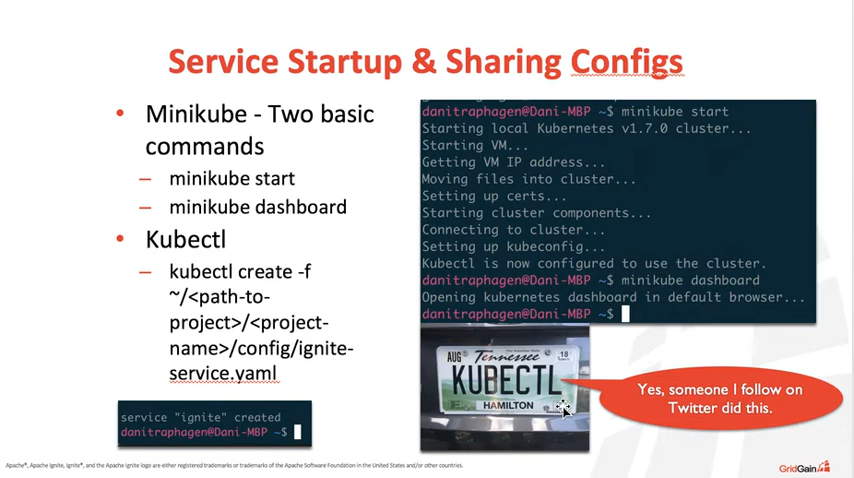 Service Startup & Sharing Configs
• Minikube - Two basic
commands
– minikube start
– minikube dashboard
• Kubectl
– kubectl create -f
~/<path-to-
project>/<project-
name>/config/ignite-
service.yaml
service "ignite" created
danitraphagen@Dani-MBP ~$
danitraphagen@Dani-MBP ~$ minikube start
Starting local Kubernetes v1.7.0 cluster...
Starting VM...
Getting VM IP address...
Moving files into cluster...
Setting up certs...
Starting cluster components...
Connecting to cluster...
Setting up kubeconfig...
Kubectl is now configured to use the cluster.
danitraphagen@Dani-MBP ~$ minikube dashboard
Opening kubernetes dashboard in default browser...
danitraphagen@Dani-MBP ~$
AUG
Tennessee
18
KUBECTL
HAMILTON
Yes, someone I follow on
Twitter did this.
Apache®, Apache Ignite, Ignite®, and the Apache Ignite logo are either registered trademarks or trademarks of the Apache Software Foundation in the United States and/or other countries.
GridGain